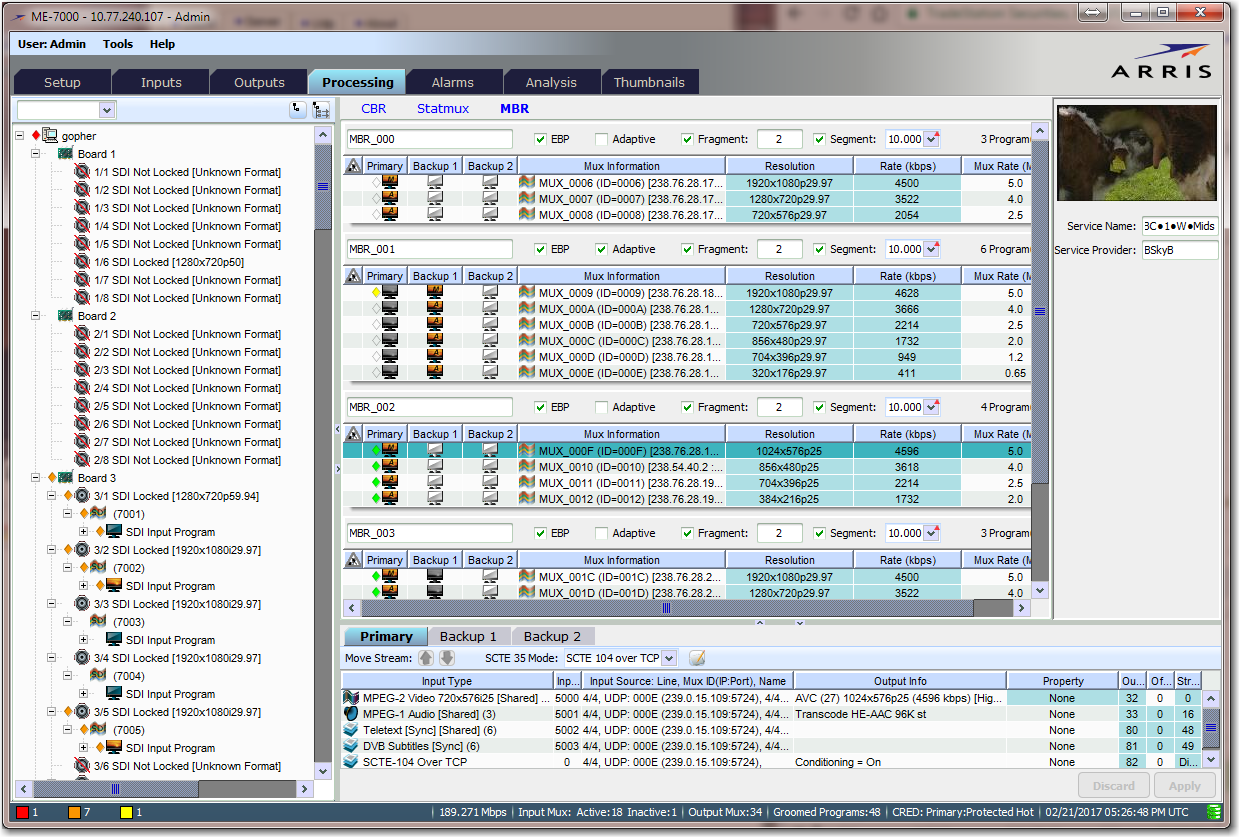 ME-7000 - 10.77.240.107 - Admin
User: Admin Tools Help
ARRIS
Setup Inputs Outputs Processing Alarms Analysis Thumbnails
CBR Statmux MBR
gopher
Board 1
1/1 SDI Not Locked [Unknown Format]
1/2 SDI Not Locked [Unknown Format]
1/3 SDI Not Locked [Unknown Format]
1/4 SDI Not Locked [Unknown Format]
1/5 SDI Not Locked [Unknown Format]
1/6 SDI Locked [1280x720p50]
1/7 SDI Not Locked [Unknown Format]
1/8 SDI Not Locked [Unknown Format]
Board 2
2/1 SDI Not Locked [Unknown Format]
2/2 SDI Not Locked [Unknown Format]
2/3 SDI Not Locked [Unknown Format]
2/4 SDI Not Locked [Unknown Format]
2/5 SDI Not Locked [Unknown Format]
2/6 SDI Not Locked [Unknown Format]
2/7 SDI Not Locked [Unknown Format]
2/8 SDI Not Locked [Unknown Format]
Board 3
3/1 SDI Locked [1280x720p59.94]
SDI (7001)
SDI Input Program
3/2 SDI Locked [1920x1080i29.97]
SDI (7002)
SDI Input Program
3/3 SDI Locked [1920x1080i29.97]
SDI (7003)
SDI Input Program
3/4 SDI Locked [1920x1080i29.97]
SDI (7004)
SDI Input Program
3/5 SDI Locked [1920x1080i29.97]
SDI (7005)
SDI Input Program
3/6 SDI Not Locked [Unknown Format]
MBR_000 EBP Adaptive Fragment: 2 Segment: 10.000 3 Program
Primary Backup 1 Backup 2 Mux Information Resolution Rate (kbps) Mux Rate (M
MUX_0006 (ID=0006) [238.76.28.17... 1920x1080p29.97 4500 5.0
MUX_0007 (ID=0007) [238.76.28.17... 1280x720p29.97 3522 4.0
MUX_0008 (ID=0008) [238.76.28.17... 720x576p29.97 2054 2.5
MBR_001 EBP Adaptive Fragment: 2 Segment: 10.000 6 Program
Primary Backup 1 Backup 2 Mux Information Resolution Rate (kbps) Mux Rate (M
MUX_0009 (ID=0009) [238.76.28.18... 1920x1080p29.97 4628 5.0
MUX_000A (ID=000A) [238.76.28.1... 1280x720p29.97 3666 4.0
MUX_000B (ID=000B) [238.76.28.1... 720x576p29.97 2214 2.5
MUX_000C (ID=000C) [238.76.28.1... 856x480p29.97 1732 2.0
MUX_000D (ID=000D) [238.76.28.1... 704x396p29.97 949 1.2
MUX_000E (ID=000E) [238.76.28.1... 320x176p29.97 411 0.65
MBR_002 EBP Adaptive Fragment: 2 Segment: 10.000 4 Program
Primary Backup 1 Backup 2 Mux Information Resolution Rate (kbps) Mux Rate (M
MUX_000F (ID=000F) [238.76.28.1... 1024x576p25 4596 5.0
MUX_0010 (ID=0010) [238.54.40.2 :... 856x480p25 3618 4.0
MUX_0011 (ID=0011) [238.76.28.19... 704x396p25 2214 2.5
MUX_0012 (ID=0012) [238.76.28.19... 384x216p25 1732 2.0
MBR_003 EBP Adaptive Fragment: 2 Segment: 10.000 3 Program
Primary Backup 1 Backup 2 Mux Information Resolution Rate (kbps) Mux Rate (M
MUX_001C (ID=001C) [238.76.28.2... 1920x1080p29.97 4500 5.0
MUX_001D (ID=001D) [238.76.28.2... 1280x720p29.97 3522 4.0
Service Name: 3C●1●W●Mids
Service Provider: BSkyB
Primary Backup 1 Backup 2
Move Stream: SCTE 35 Mode: SCTE 104 over TCP
Input Type Inp... Input Source: Line, Mux ID(IP:Port), Name Output Info Property Ou... Of... Str...
MPEG-2 Video 720x576i25 [Shared] ... 5000 4/4, UDP: 000E (239.0.15.109:5724), 4/4... AVC (27) 1024x576p25 (4596 kbps) [Hig... None 32 0 0
MPEG-1 Audio [Shared] (3) 5001 4/4, UDP: 000E (239.0.15.109:5724), 4/4... Transcode HE-AAC 96K st None 33 0 16
Teletext [Sync] [Shared] (6) 5002 4/4, UDP: 000E (239.0.15.109:5724), 4/4... None 80 0 48
DVB Subtitles [Sync] (6) 5003 4/4, UDP: 000E (239.0.15.109:5724), 4/4... None 81 0 49
SCTE-104 Over TCP 0 4/4, UDP: 000E (239.0.15.109:5724), Conditioning = On None 82 0 Di...
Discard Apply
1 7 1 189.271 Mbps Input Mux: Active:18 Inactive:1 Output Mux:34 Groomed Programs:48 CRED: Primary:Protected Hot 02/21/2017 05:26:48 PM UTC